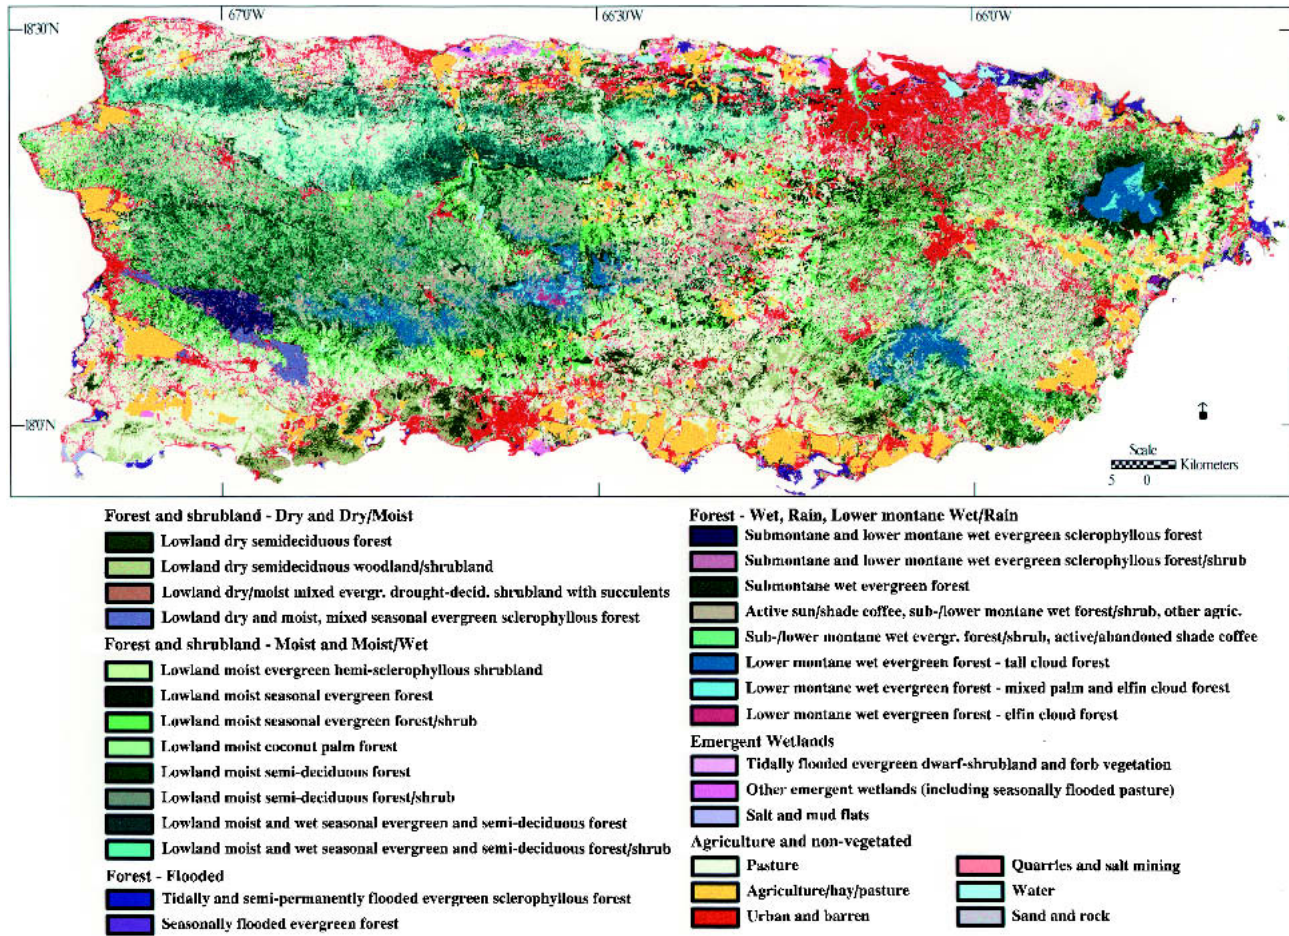 18°30'N
67°0'W
66°30'W
66°0'W
18°0'N
Scale
Kilometers
5 0
Forest and shrubland - Dry and Dry/Moist
Lowland dry semideciduous forest
Lowland dry semideciduous woodland/shrubland
Lowland dry/moist mixed evergr. drought-decid. shrubland with succulents
Lowland dry and moist, mixed seasonal evergreen sclerophyllous forest
Forest and shrubland - Moist and Moist/Wet
Lowland moist evergreen hemi-sclerophyllous shrubland
Lowland moist seasonal evergreen forest
Lowland moist seasonal evergreen forest/shrub
Lowland moist coconut palm forest
Lowland moist semi-deciduous forest
Lowland moist semi-deciduous forest/shrub
Lowland moist and wet seasonal evergreen and semi-deciduous forest
Lowland moist and wet seasonal evergreen and semi-deciduous forest/shrub
Forest - Flooded
Tidally and semi-permanently flooded evergreen sclerophyllous forest
Seasonally flooded evergreen forest
Forest - Wet, Rain, Lower montane Wet/Rain
Submontane and lower montane wet evergreen sclerophyllous forest
Submontane and lower montane wet evergreen sclerophyllous forest/shrub
Submontane wet evergreen forest
Active sun/shade coffee, sub-/lower montane wet forest/shrub, other agric.
Sub-/lower montane wet evergr. forest/shrub, active/abandoned shade coffee
Lower montane wet evergreen forest - tall cloud forest
Lower montane wet evergreen forest - mixed palm and elfin cloud forest
Lower montane wet evergreen forest - elfin cloud forest
Emergent Wetlands
Tidally flooded evergreen dwarf-shrubland and forb vegetation
Other emergent wetlands (including seasonally flooded pasture)
Salt and mud flats
Agriculture and non-vegetated
Pasture
Agriculture/hay/pasture
Urban and barren
Quarries and salt mining
Water
Sand and rock